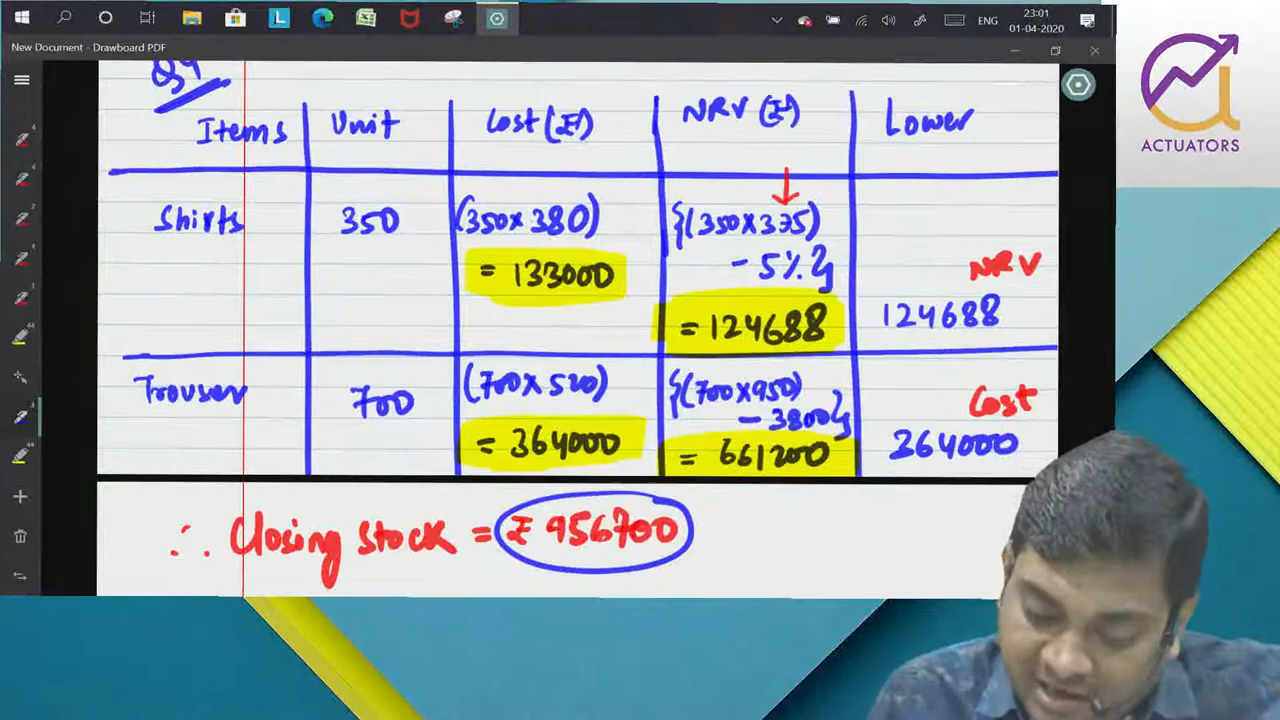 ENG
23:01
01-04-2020
New Document - Drawboard PDF
ACTUATORS
Items Unit Cost (₹) NRV (₹) Lower
Shirts 350 (350×380) {(350×375)
- 5%}
= 133000 NRV
= 124688 124688
Trouser 700 (700×520) {(700×950) Cost
- 3800}
= 364000 = 661200 364000
∴ Closing stock = ₹ 956700